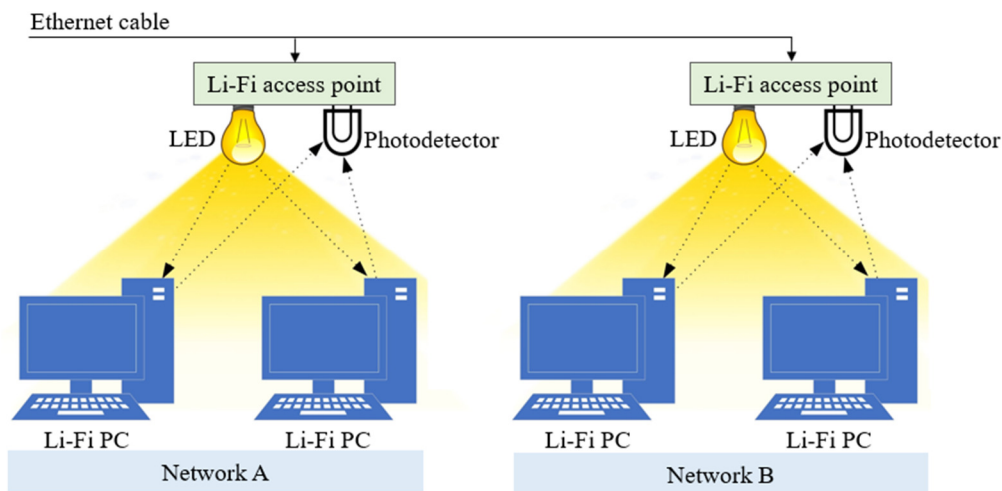 Ethernet cable
Li-Fi access point
Li-Fi access point
LED
Photodetector
LED
Photodetector
Li-Fi PC
Li-Fi PC
Li-Fi PC
Li-Fi PC
Network A
Network B